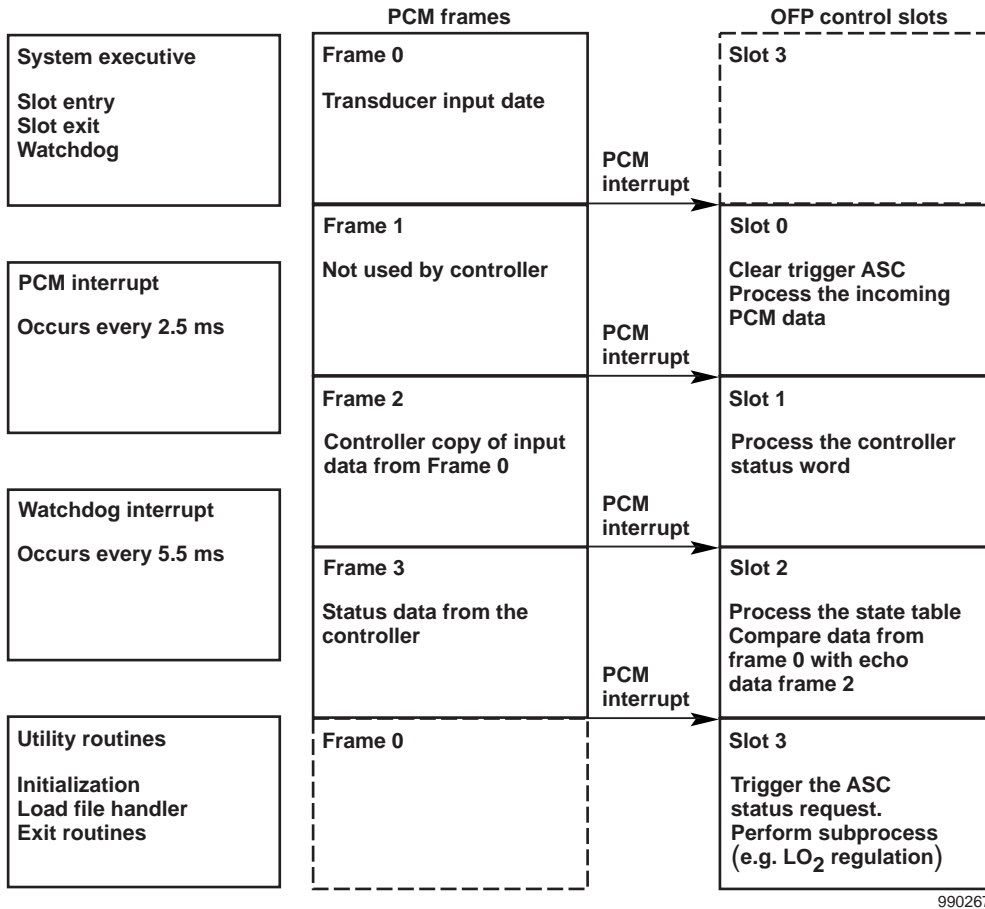 PCM frames
OFP control slots
System executive
Slot entry
Slot exit
Watchdog
PCM interrupt
Occurs every 2.5 ms
Watchdog interrupt
Occurs every 5.5 ms
Utility routines
Initialization
Load file handler
Exit routines
Frame 0
Transducer input date
Frame 1
Not used by controller
Frame 2
Controller copy of input
data from Frame 0
Frame 3
Status data from the
controller
Frame 0
PCM
interrupt
PCM
interrupt
PCM
interrupt
PCM
interrupt
Slot 3
Slot 0
Clear trigger ASC
Process the incoming
PCM data
Slot 1
Process the controller
status word
Slot 2
Process the state table
Compare data from
frame 0 with echo
data frame 2
Slot 3
Trigger the ASC
status request.
Perform subprocess
(e.g. LO2 regulation)
990267